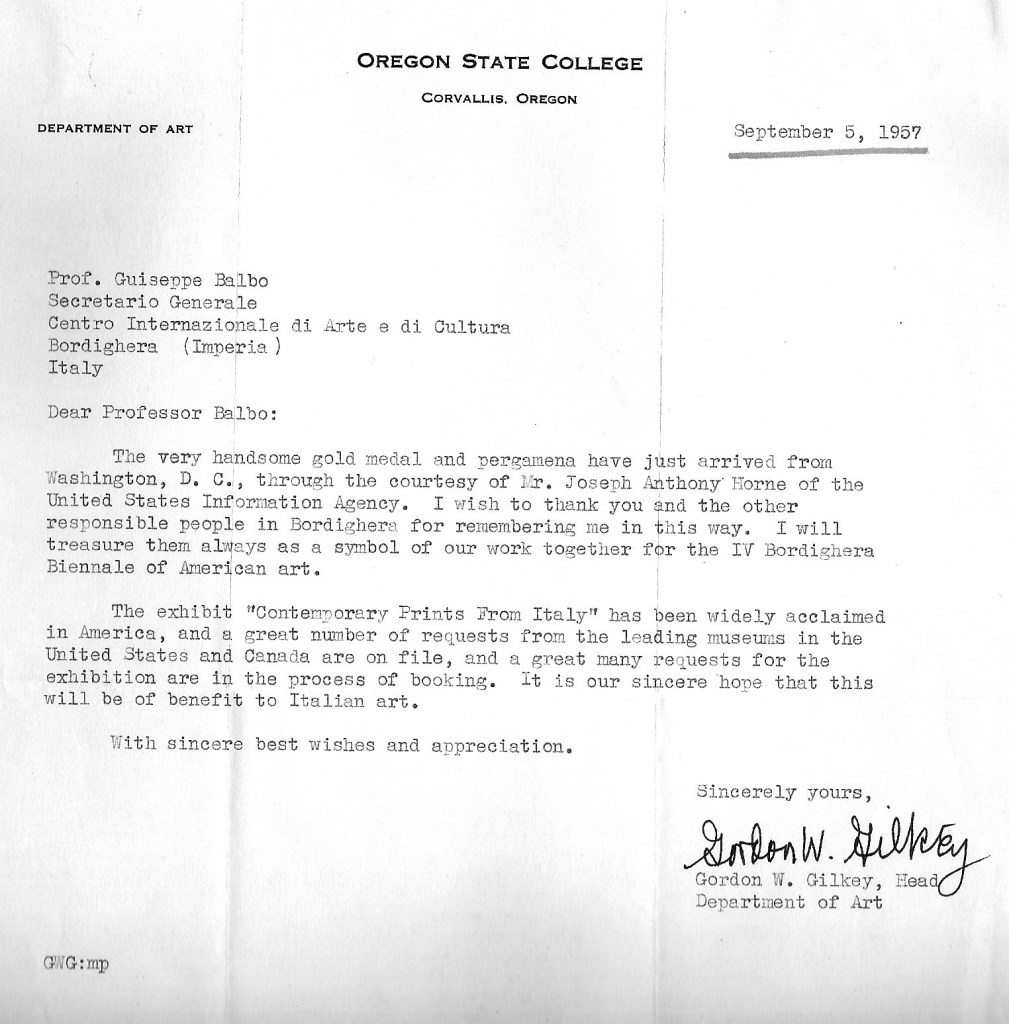 OREGON STATE COLLEGE
CORVALLIS, OREGON
DEPARTMENT OF ART
September 5, 1957
Prof. Guiseppe Balbo
Secretario Generale
Centro Internazionale di Arte e di Cultura
Bordighera (Imperia)
Italy
Dear Professor Balbo:
The very handsome gold medal and pergamena have just arrived from
Washington, D. C., through the courtesy of Mr. Joseph Anthony Horne of the
United States Information Agency. I wish to thank you and the other
responsible people in Bordighera for remembering me in this way. I will
treasure them always as a symbol of our work together for the IV Bordighera
Biennale of American art.
The exhibit "Contemporary Prints From Italy" has been widely acclaimed
in America, and a great number of requests from the leading museums in the
United States and Canada are on file, and a great many requests for the
exhibition are in the process of booking. It is our sincere hope that this
will be of benefit to Italian art.
With sincere best wishes and appreciation.
Sincerely yours,
Gordon W. Gilkey
Gordon W. Gilkey, Head
Department of Art
GWG:mp